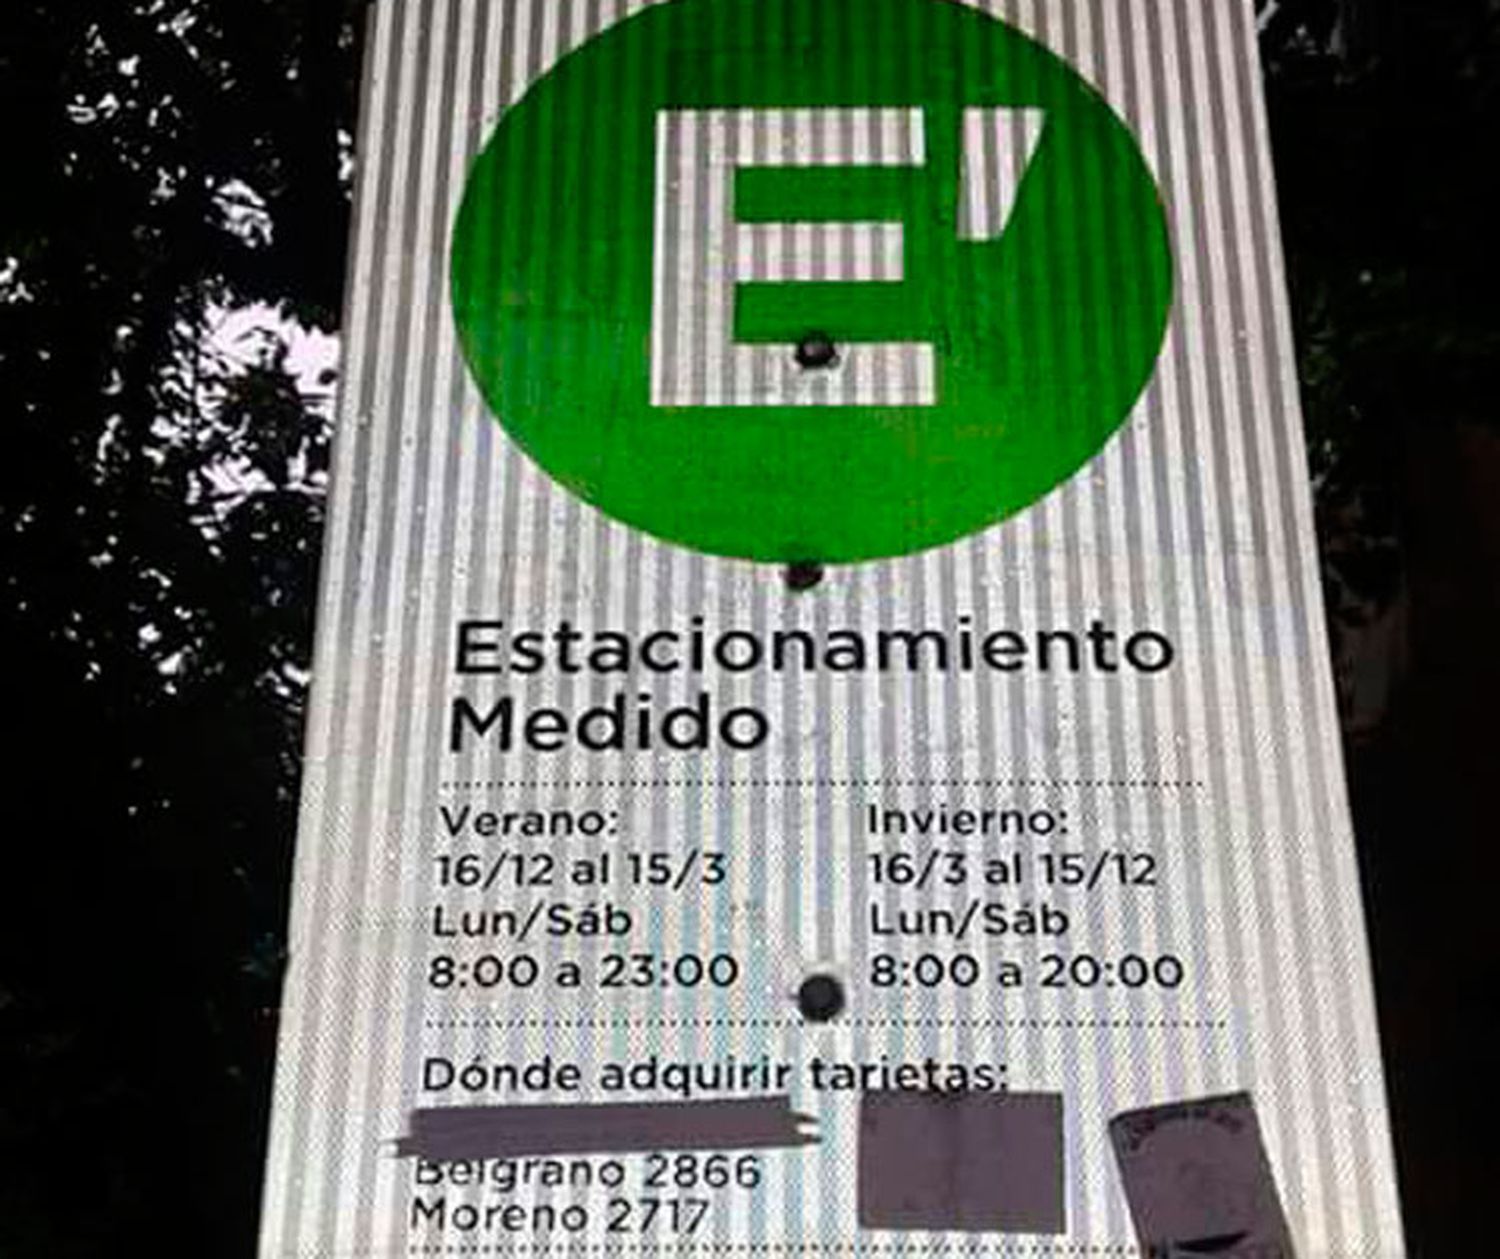 E'
Estacionamiento
Medido
Verano:
16/12 al 15/3
Lun/Sáb
8:00 a 23:00
Invierno:
16/3 al 15/12
Lun/Sáb
8:00 a 20:00
Dónde adquirir tarjetas:
Belgrano 2866
Moreno 2717